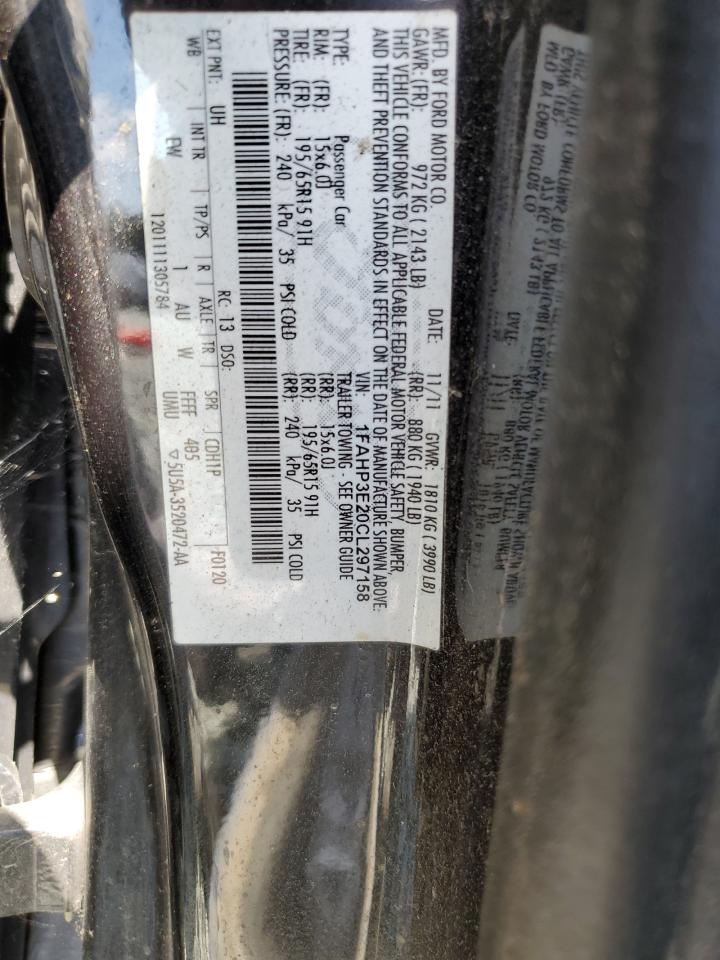 MFD. BY FORD MOTOR CO.
DATE: 11/11 GVWR: 1810 KG ( 3990 LB)
GAWR: (FR): 972 KG ( 2143 LB) (RR): 880 KG ( 1940 LB)
THIS VEHICLE CONFORMS TO ALL APPLICABLE FEDERAL MOTOR VEHICLE SAFETY, BUMPER,
AND THEFT PREVENTION STANDARDS IN EFFECT ON THE DATE OF MANUFACTURE SHOWN ABOVE.
VIN: 1FAHP3E20CL297158
TYPE: Passenger Car TRAILER TOWING - SEE OWNER GUIDE
RIM: (FR): 15x6.0J (RR): 15x6.0J
TIRE: (FR): 195/65R15 91H (RR): 195/65R15 91H
PRESSURE: (FR): 240 kPa/ 35 PSI COLD (RR): 240 kPa/ 35 PSI COLD
EXT PNT: UH RC: 13 DSO: F0120
WB INT TR TP/PS R AXLE TR SPR CDH1P
EW 1 AU W FEFF 405
1201111305784 UMU ▽5U5A-3520472-AA